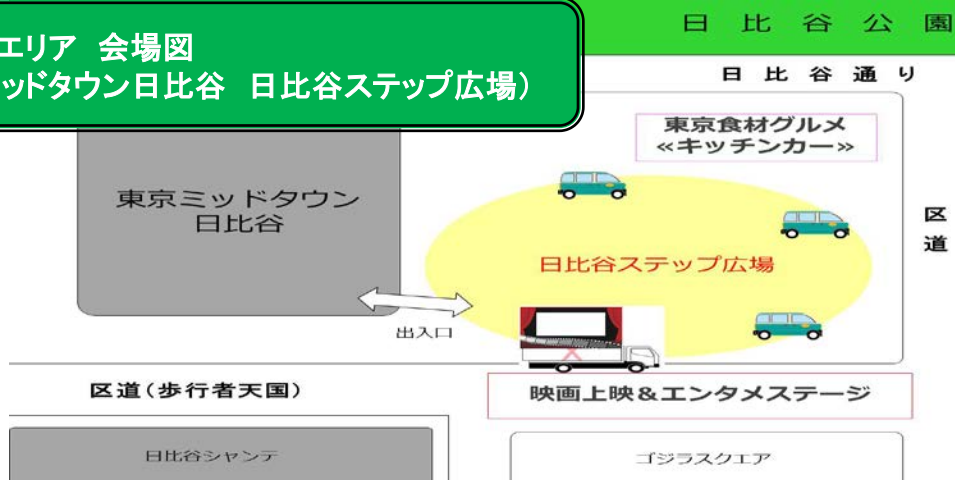 エリア 会場図
ッドタウン日比谷 日比谷ステップ広場）
日比谷公園
日比谷通り
東京食材グルメ
«キッチンカー»
東京ミッドタウン
日比谷
区道
日比谷ステップ広場
出入口
区道（歩行者天国）
映画上映&エンタメステージ
日比谷シャンテ
ゴジラスクエア